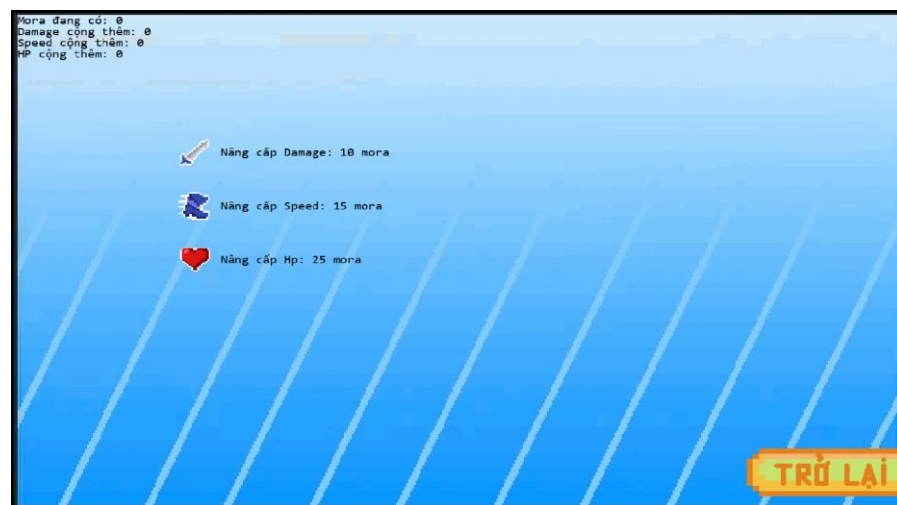 Mora đang có: 0
Damage cộng thêm: 0
Speed cộng thêm: 0
HP cộng thêm: 0
Nâng cấp Damage: 10 mora
Nâng cấp Speed: 15 mora
Nâng cấp Hp: 25 mora
TRỞ LẠI